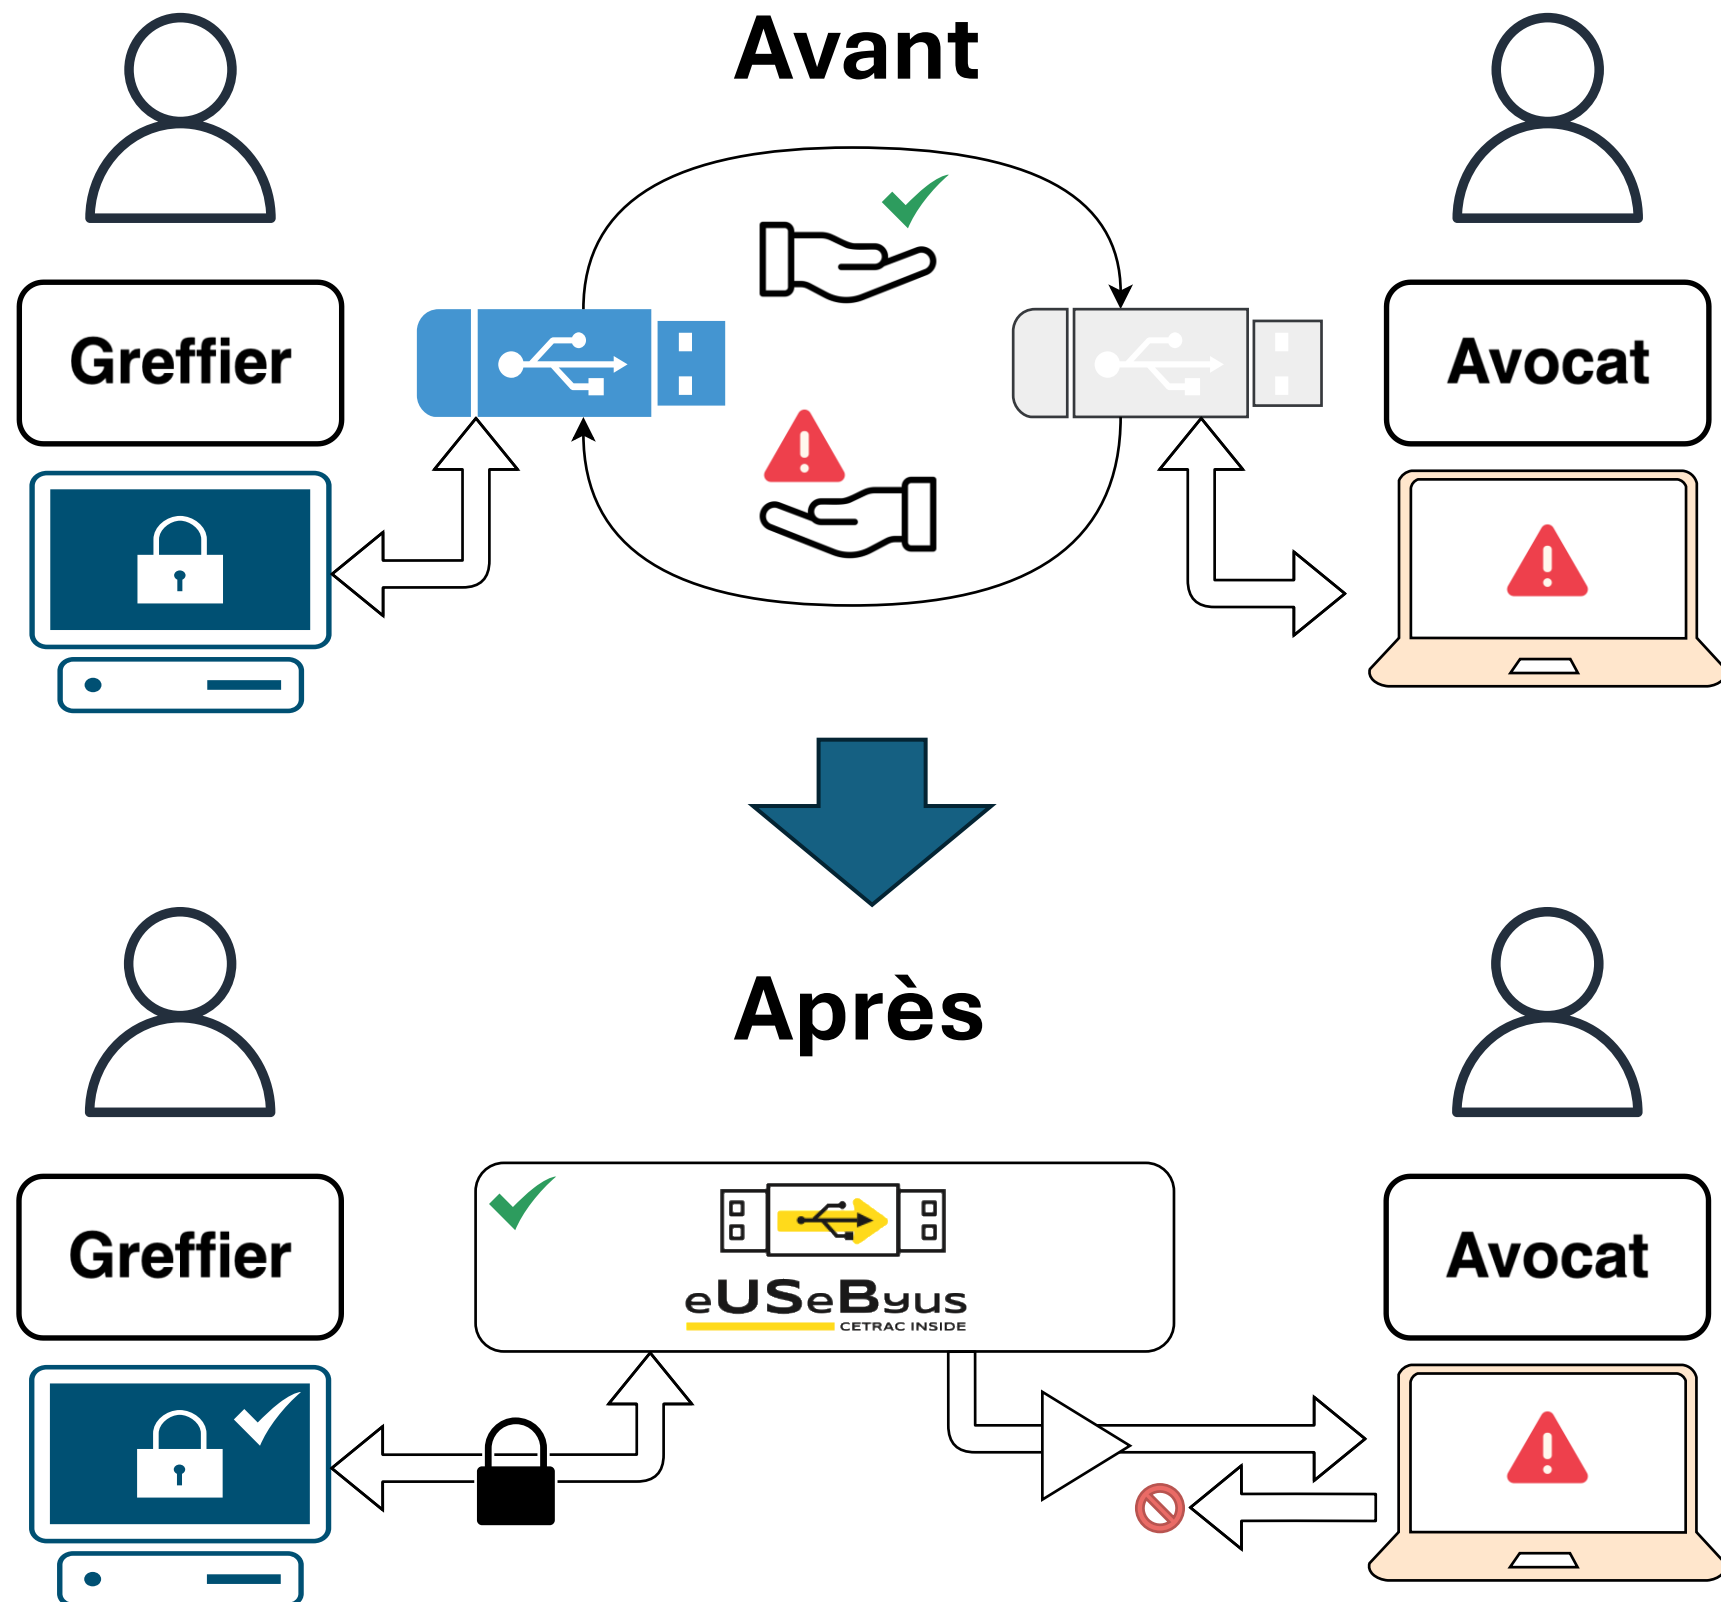 Avant
Greffier
Avocat
Après
Greffier
Avocat
eUSeByus
CETRAC INSIDE